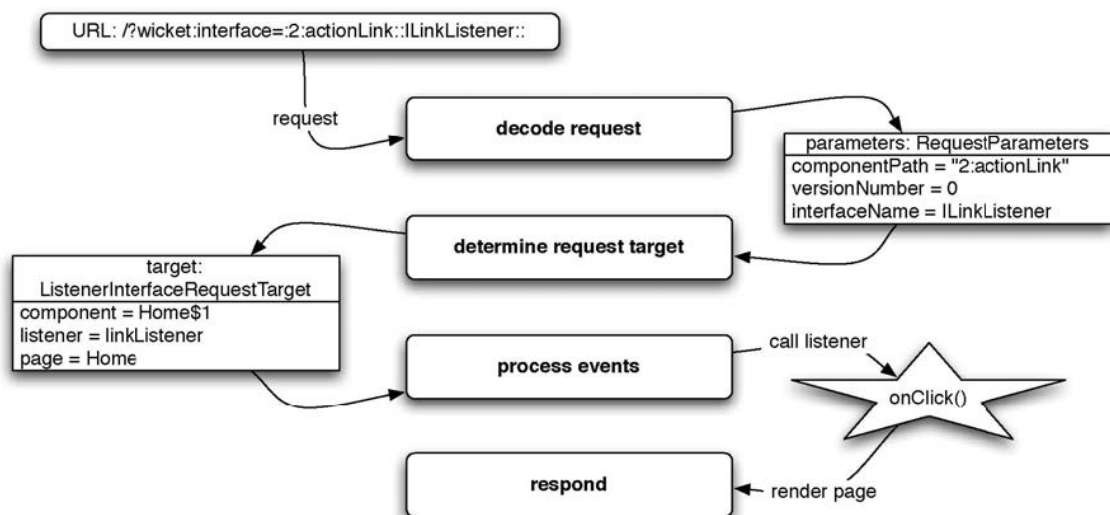 URL: /?wicket:interface=:2:actionLink::ILinkListener::
request
decode request
parameters: RequestParameters
componentPath = "2:actionLink"
versionNumber = 0
interfaceName = ILinkListener
determine request target
target:
ListenerInterfaceRequestTarget
component = Home$1
listener = linkListener
page = Home
process events
call listener
onClick()
respond
render page